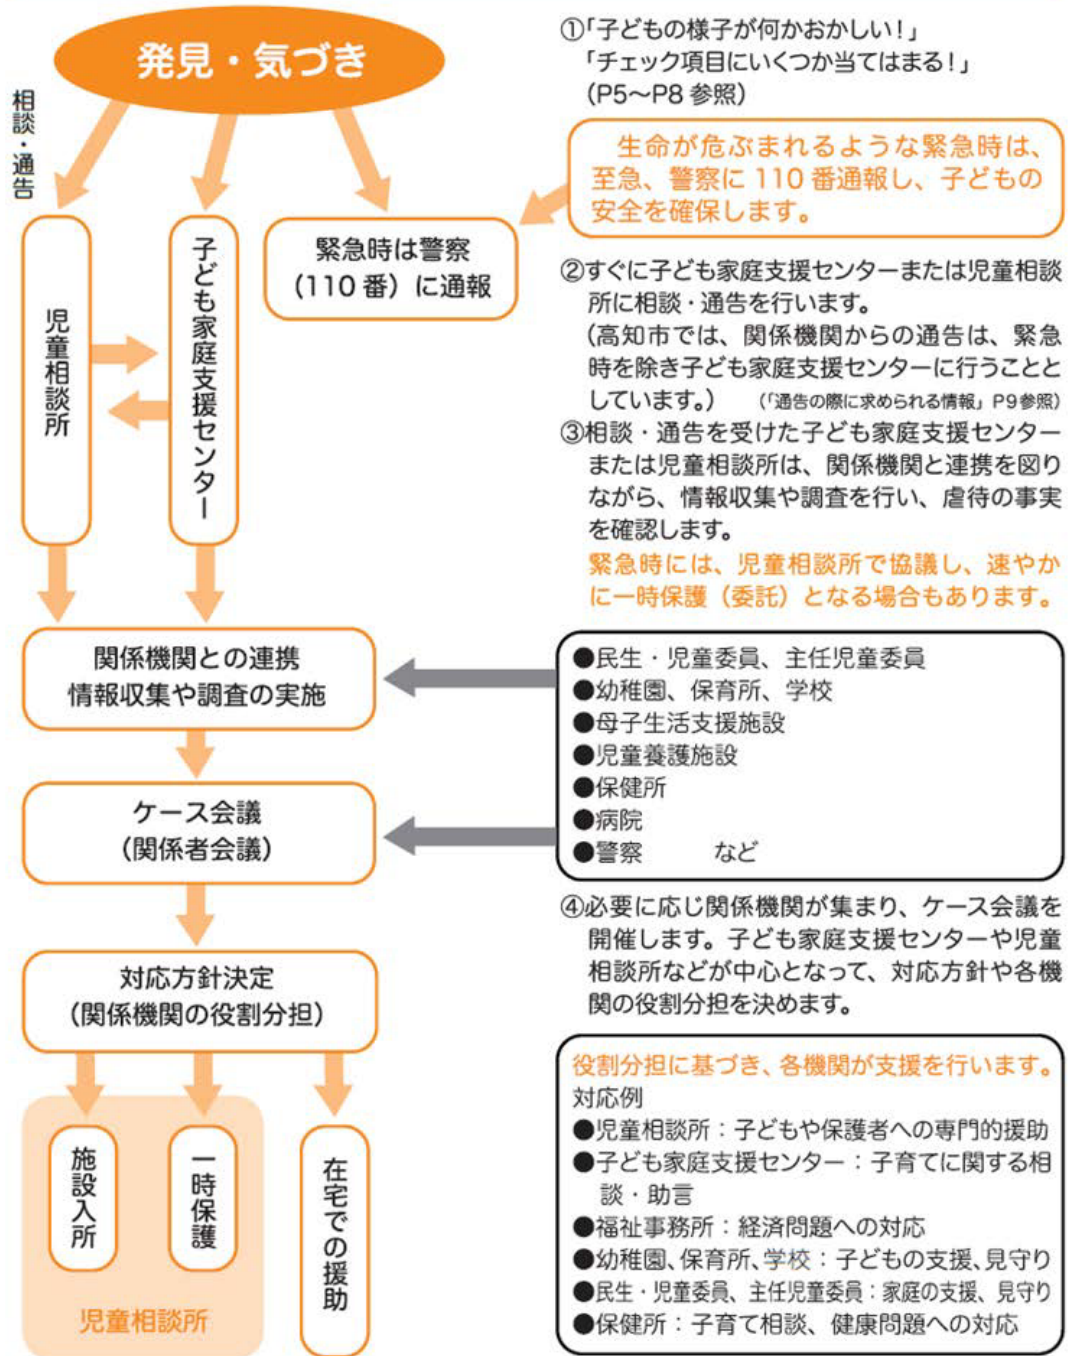 発見・気づき
相談・通告
児童相談所
子ども家庭支援センター
緊急時は警察
(110番)に通報
①「子どもの様子が何かおかしい!」
「チェック項目にいくつか当てはまる!」
(P5～P8 参照)
生命が危ぶまれるような緊急時は、
至急、警察に 110 番通報し、子どもの
安全を確保します。
②すぐに子ども家庭支援センターまたは児童相談
所に相談・通告を行います。
(高知市では、関係機関からの通告は、緊急
時を除き子ども家庭支援センターに行うことと
しています。) (「通告の際に求められる情報」P9参照)
③相談・通告を受けた子ども家庭支援センター
または児童相談所は、関係機関と連携を図り
ながら、情報収集や調査を行い、虐待の事実
を確認します。
緊急時には、児童相談所で協議し、速やか
に一時保護(委託)となる場合もあります。
関係機関との連携
情報収集や調査の実施
●民生・児童委員、主任児童委員
●幼稚園、保育所、学校
●母子生活支援施設
●児童養護施設
●保健所
●病院
●警察 など
ケース会議
(関係者会議)
④必要に応じ関係機関が集まり、ケース会議を
開催します。子ども家庭支援センターや児童
相談所などが中心となって、対応方針や各機
関の役割分担を決めます。
対応方針決定
(関係機関の役割分担)
施設入所
一時保護
児童相談所
在宅での援助
役割分担に基づき、各機関が支援を行います。
対応例
●児童相談所:子どもや保護者への専門的援助
●子ども家庭支援センター:子育てに関する相
談・助言
●福祉事務所:経済問題への対応
●幼稚園、保育所、学校:子どもの支援、見守り
●民生・児童委員、主任児童委員:家庭の支援、見守り
●保健所:子育て相談、健康問題への対応